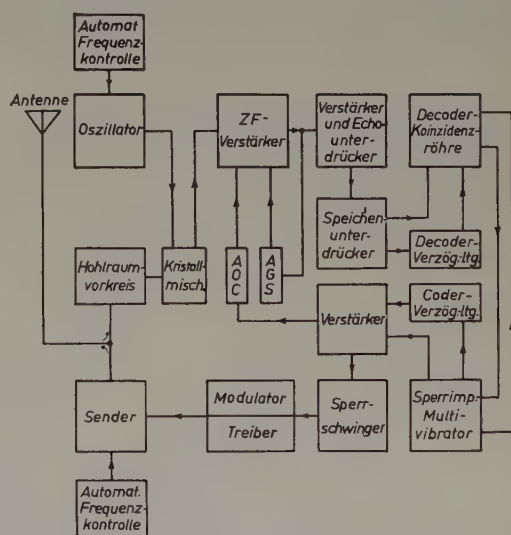 Automat.
Frequenz-
kontrolle
Antenne
Oszillator
ZF-
Verstärker
Verstärker
und Echo-
unter-
drücker
Decoder-
Koinzidenz-
röhre
Speichen-
unter-
drücker
Hohlraum-
vorkreis
Kristall-
misch.
A
O
C
A
G
S
Decoder-
Verzög.-ltg.
Verstärker
Coder-
Verzög.-ltg.
Sender
Modulator
Treiber
Sperr-
schwinger
Sperrimp.-
Multi-
vibrator
Automat.
Frequenz-
kontrolle